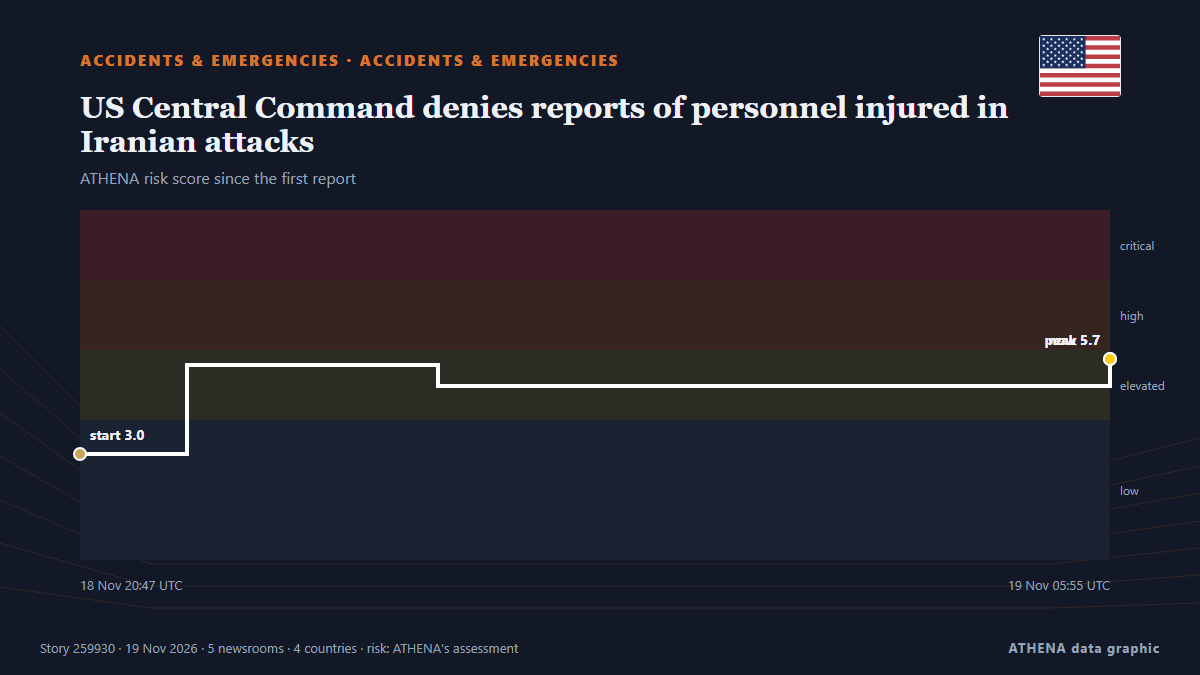 ACCIDENTS & EMERGENCIES · ACCIDENTS & EMERGENCIES
US Central Command denies reports of personnel injured in
Iranian attacks
ATHENA risk score since the first report
critical
high
peak 5.7
elevated
start 3.0
low
18 Nov 20:47 UTC
19 Nov 05:55 UTC
Story 259930 · 19 Nov 2026 · 5 newsrooms · 4 countries · risk: ATHENA's assessment
ATHENA data graphic